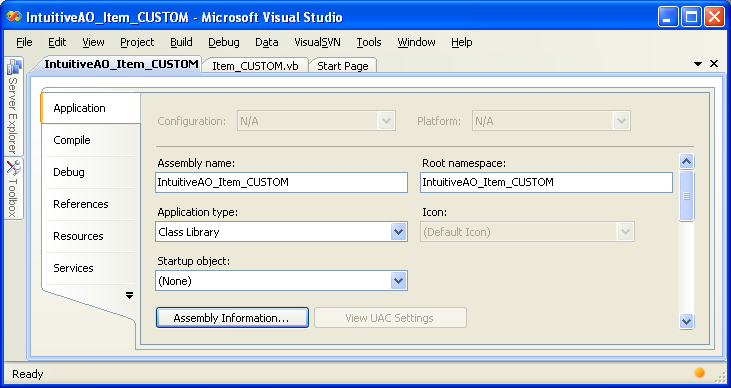 IntuitiveAO_Item_CUSTOM - Microsoft Visual Studio
File Edit View Project Build Debug Data VisualSVN Tools Window Help
IntuitiveAO_Item_CUSTOM Item_CUSTOM.vb Start Page
Server Explorer
Toolbox
Application
Compile
Debug
References
Resources
Services
Configuration: N/A Platform: N/A
Assembly name: Root namespace:
IntuitiveAO_Item_CUSTOM IntuitiveAO_Item_CUSTOM
Application type: Icon:
Class Library (Default Icon)
Startup object:
(None)
Assembly Information... View UAC Settings
Ready